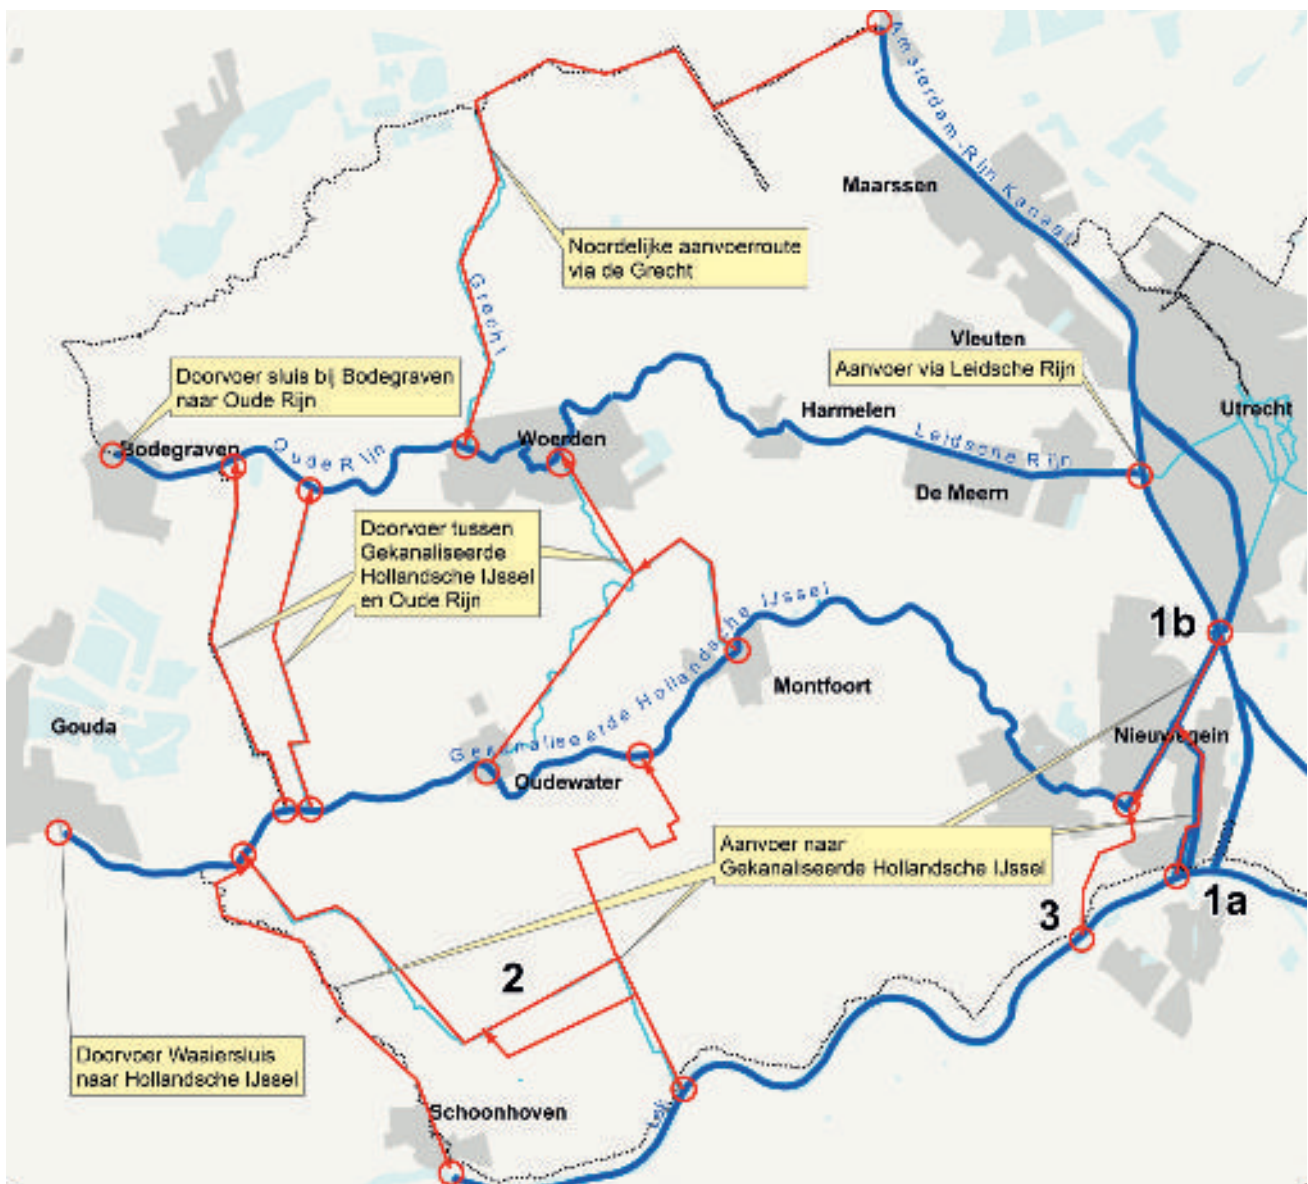 Amsterdam-Rijn Kanaal
Maarssen
Noordelijke aanvoerroute
via de Grecht
Grecht
Vleuten
Aanvoer via Leidsche Rijn
Doorvoer sluis bij Bodegraven
naar Oude Rijn
Utrecht
Harmelen
Bodegraven
Oude Rijn
Woerden
Leidsche Rijn
De Meern
Doorvoer tussen
Gekanaliseerde
Hollandsche IJssel
en Oude Rijn
1b
Gekanaliseerde Hollandsche IJssel
Montfoort
Gouda
Nieuwegein
Oudewater
Aanvoer naar
Gekanaliseerde Hollandsche IJssel
1a
3
2
Doorvoer Waaiersluis
naar Hollandsche IJssel
Schoonhoven
Lek